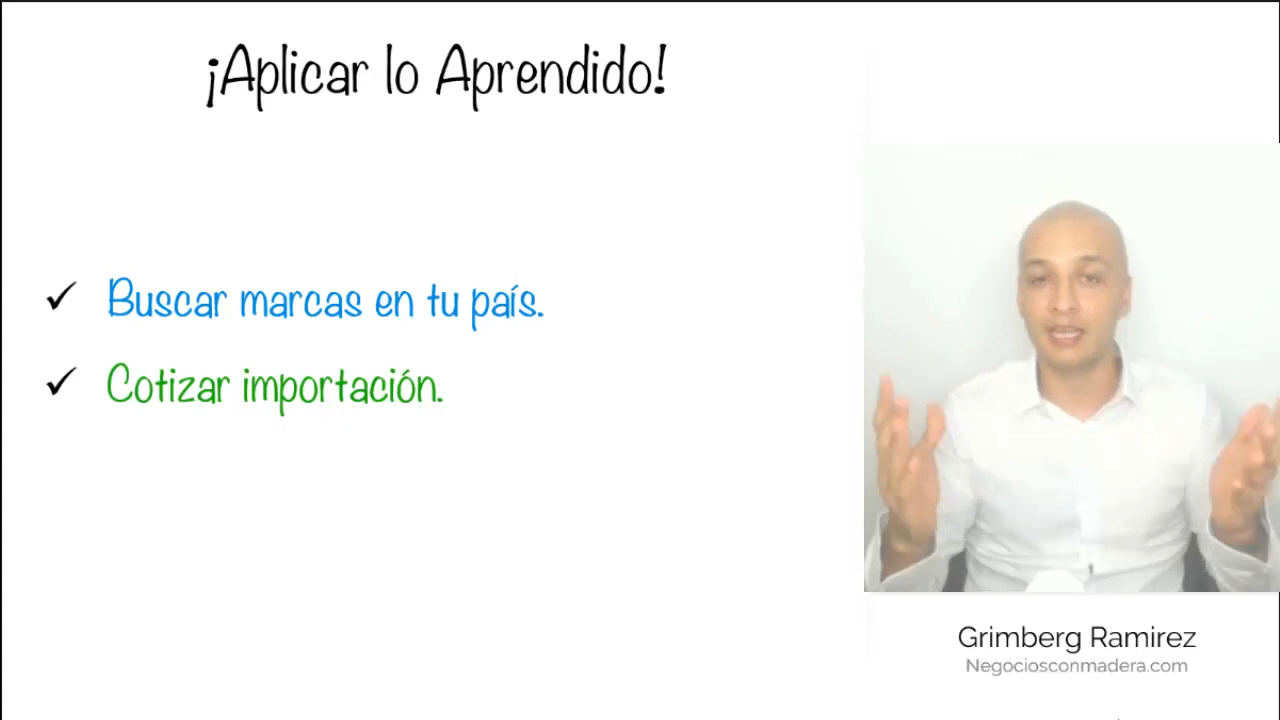 ¡Aplicar lo Aprendido!
✓ Buscar marcas en tu país.
✓ Cotizar importación.
Grimberg Ramirez
Negociosconmadera.com